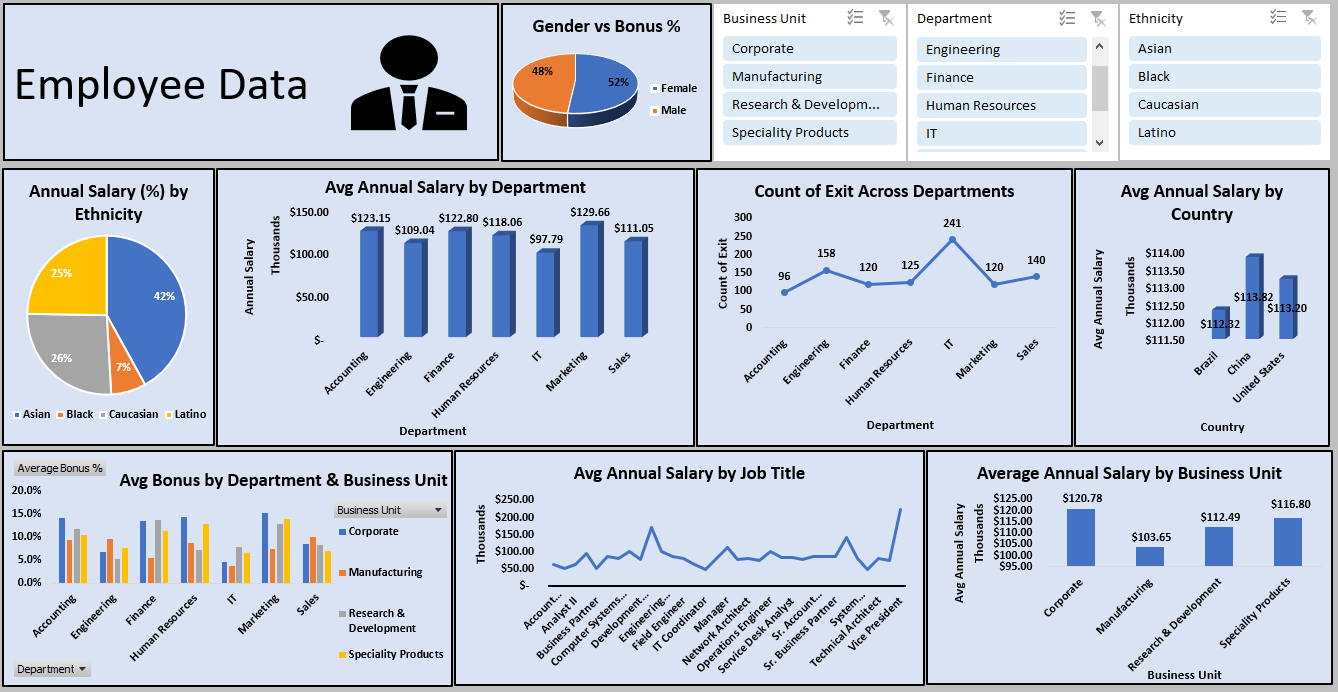 Employee Data
Gender vs Bonus %
48%
52%
Female
Male
Business Unit
Corporate
Manufacturing
Research & Developm...
Speciality Products
Department
Engineering
Finance
Human Resources
IT
Ethnicity
Asian
Black
Caucasian
Latino
Annual Salary (%) by
Ethnicity
25%
42%
26%
7%
Asian Black Caucasian Latino
Avg Annual Salary by Department
Annual Salary
Thousands
$150.00
$100.00
$50.00
$-
$123.15
$109.04
$122.80
$118.06
$97.79
$129.66
$111.05
Accounting
Engineering
Finance
Human Resources
IT
Marketing
Sales
Department
Count of Exit Across Departments
Count of Exit
300
250
200
150
100
50
0
96
158
120
125
241
120
140
Accounting
Engineering
Finance
Human Resources
IT
Marketing
Sales
Department
Avg Annual Salary by
Country
Avg Annual Salary
Thousands
$114.00
$113.50
$113.00
$112.50
$112.00
$111.50
$112.32
$113.82
$113.20
Brazil
China
United States
Country
Average Bonus %
Avg Bonus by Department & Business Unit
20.0%
15.0%
10.0%
5.0%
0.0%
Accounting
Engineering
Finance
Human Resources
IT
Marketing
Sales
Business Unit
Corporate
Manufacturing
Research &
Development
Speciality Products
Department
Avg Annual Salary by Job Title
Thousands
$250.00
$200.00
$150.00
$100.00
$50.00
$-
Account...
Analyst II
Business Partner
Computer Systems...
Development...
Engineering...
Field Engineer
IT Coordinator
Manager
Network Architect
Operations Engineer
Service Desk Analyst
Sr. Account...
Sr. Business Partner
System...
Technical Architect
Vice President
Average Annual Salary by Business Unit
Avg Annual Salary
Thousands
$125.00
$120.00
$115.00
$110.00
$105.00
$100.00
$95.00
$120.78
$103.65
$112.49
$116.80
Corporate
Manufacturing
Research & Development
Speciality Products
Business Unit